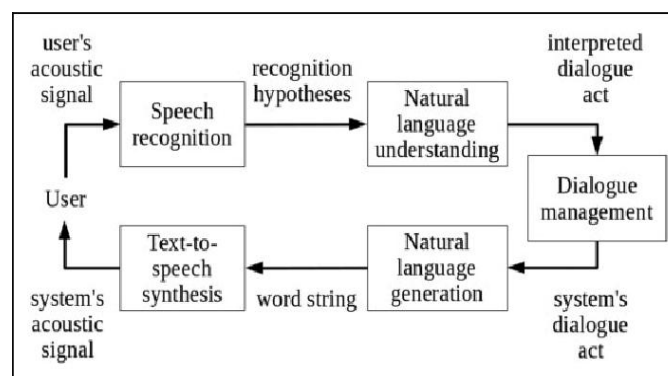 user's
acoustic
signal
Speech
recognition
recognition
hypotheses
Natural
language
understanding
interpreted
dialogue
act
Dialogue
management
system's
dialogue
act
Natural
language
generation
word string
Text-to-
speech
synthesis
system's
acoustic
signal
User